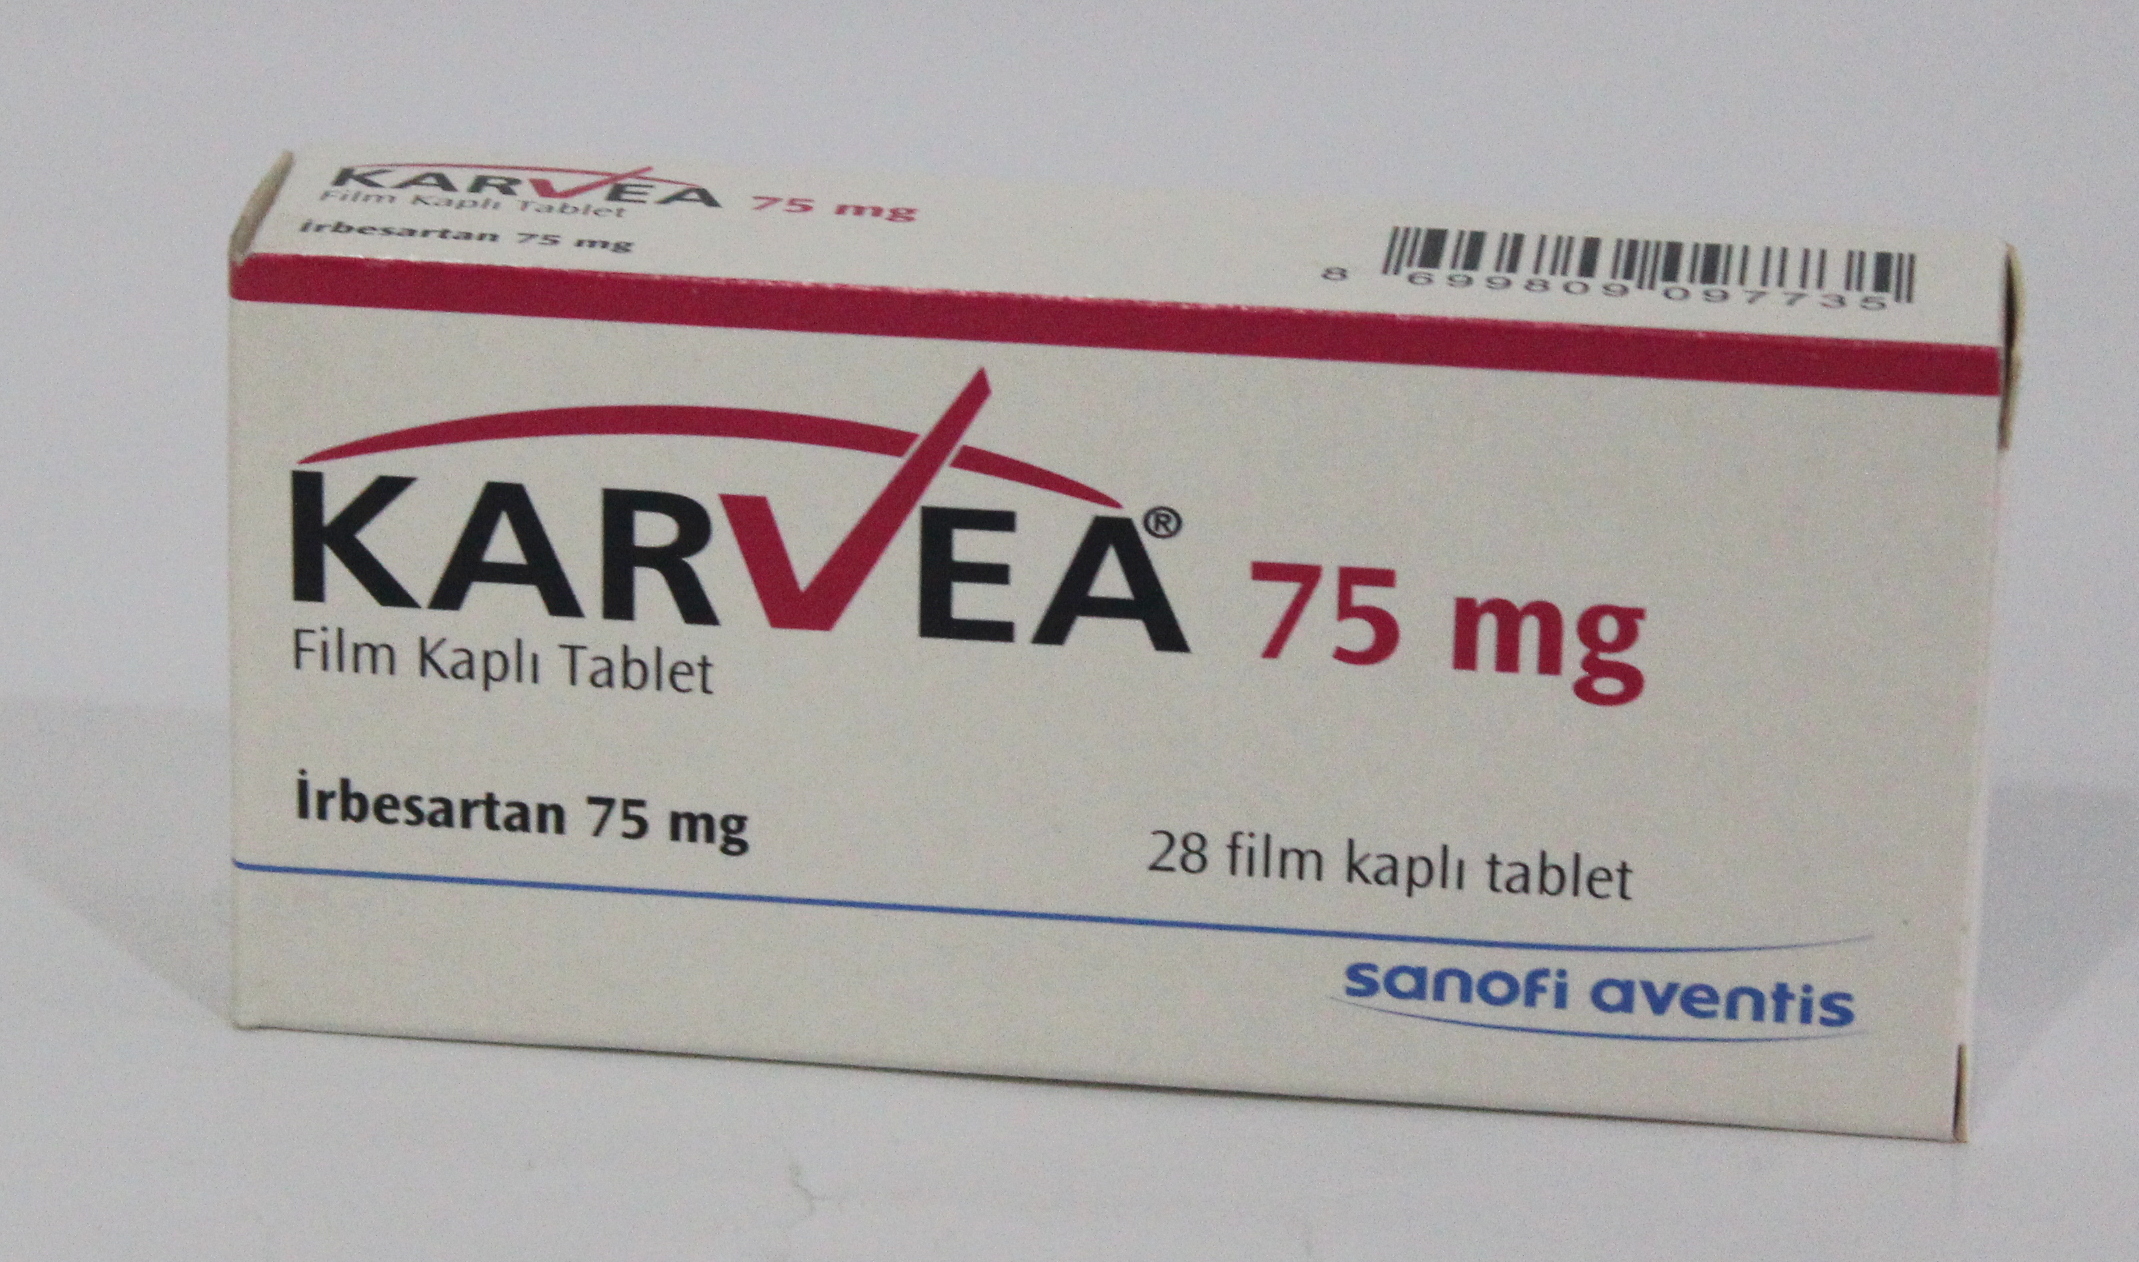 KARVEA 75 mg
Film Kaplı Tablet
İrbesartan 75 mg
8 699809 097735
KARVEA® 75 mg
Film Kaplı Tablet
İrbesartan 75 mg
28 film kaplı tablet
sanofi aventis